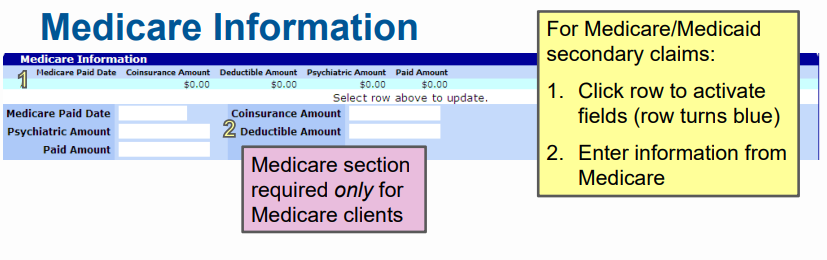 Medicare Information
Medicare Information
1 Medicare Paid Date Coinsurance Amount Deductible Amount Psychiatric Amount Paid Amount
$0.00 $0.00 $0.00 $0.00
Select row above to update.
Medicare Paid Date Coinsurance Amount
Psychiatric Amount 2 Deductible Amount
Paid Amount
Medicare section
required only for
Medicare clients
For Medicare/Medicaid
secondary claims:
1. Click row to activate
fields (row turns blue)
2. Enter information from
Medicare